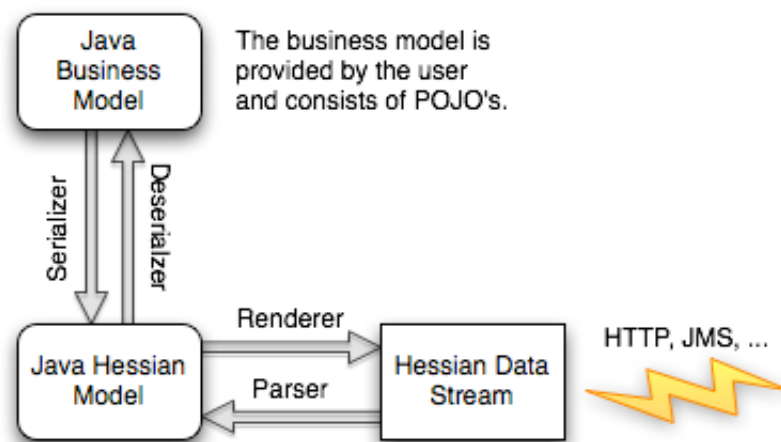 Java
Business
Model
The business model is
provided by the user
and consists of POJO's.
Serializer
Deserialzer
Renderer
Java Hessian
Model
Parser
Hessian Data
Stream
HTTP, JMS, ...